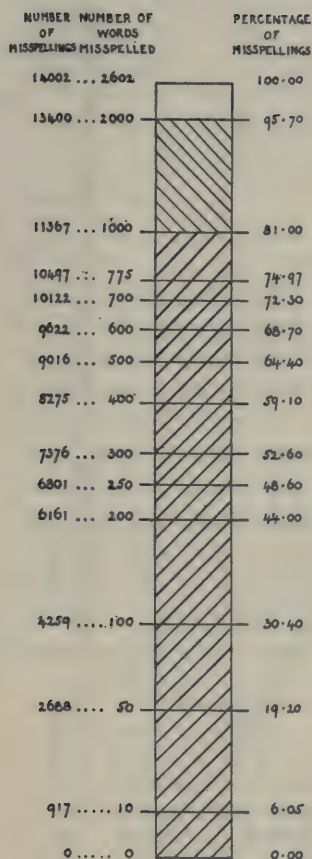 NUMBER NUMBER OF PERCENTAGE
OF WORDS OF
MISSPELLINGS MISSPELLED MISSPELLINGS
14002 ... 2602 100·00
13400 ... 2000 95·70
11367 ... 1000 81·00
10497 ... 775 74·97
10122 ... 700 72·30
9622 ... 600 68·70
9016 ... 500 64·40
8275 ... 400 59·10
7376 ... 300 52·60
6801 ... 250 48·60
6161 ... 200 44·00
4259 ..... 100 30·40
2688 ..... 50 19·20
917 ..... 10 6·05
0 ..... 0 0·00